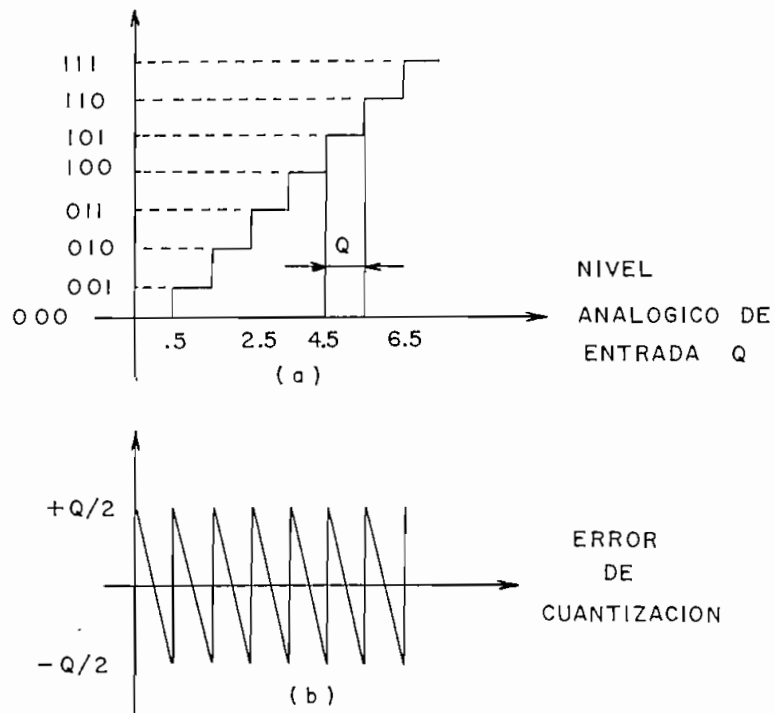 111
110
101
100
011
010
001
000
Q
.5 2.5 4.5 6.5
(a)
NIVEL
ANALOGICO DE
ENTRADA Q
+Q/2
-Q/2
(b)
ERROR
DE
CUANTIZACION